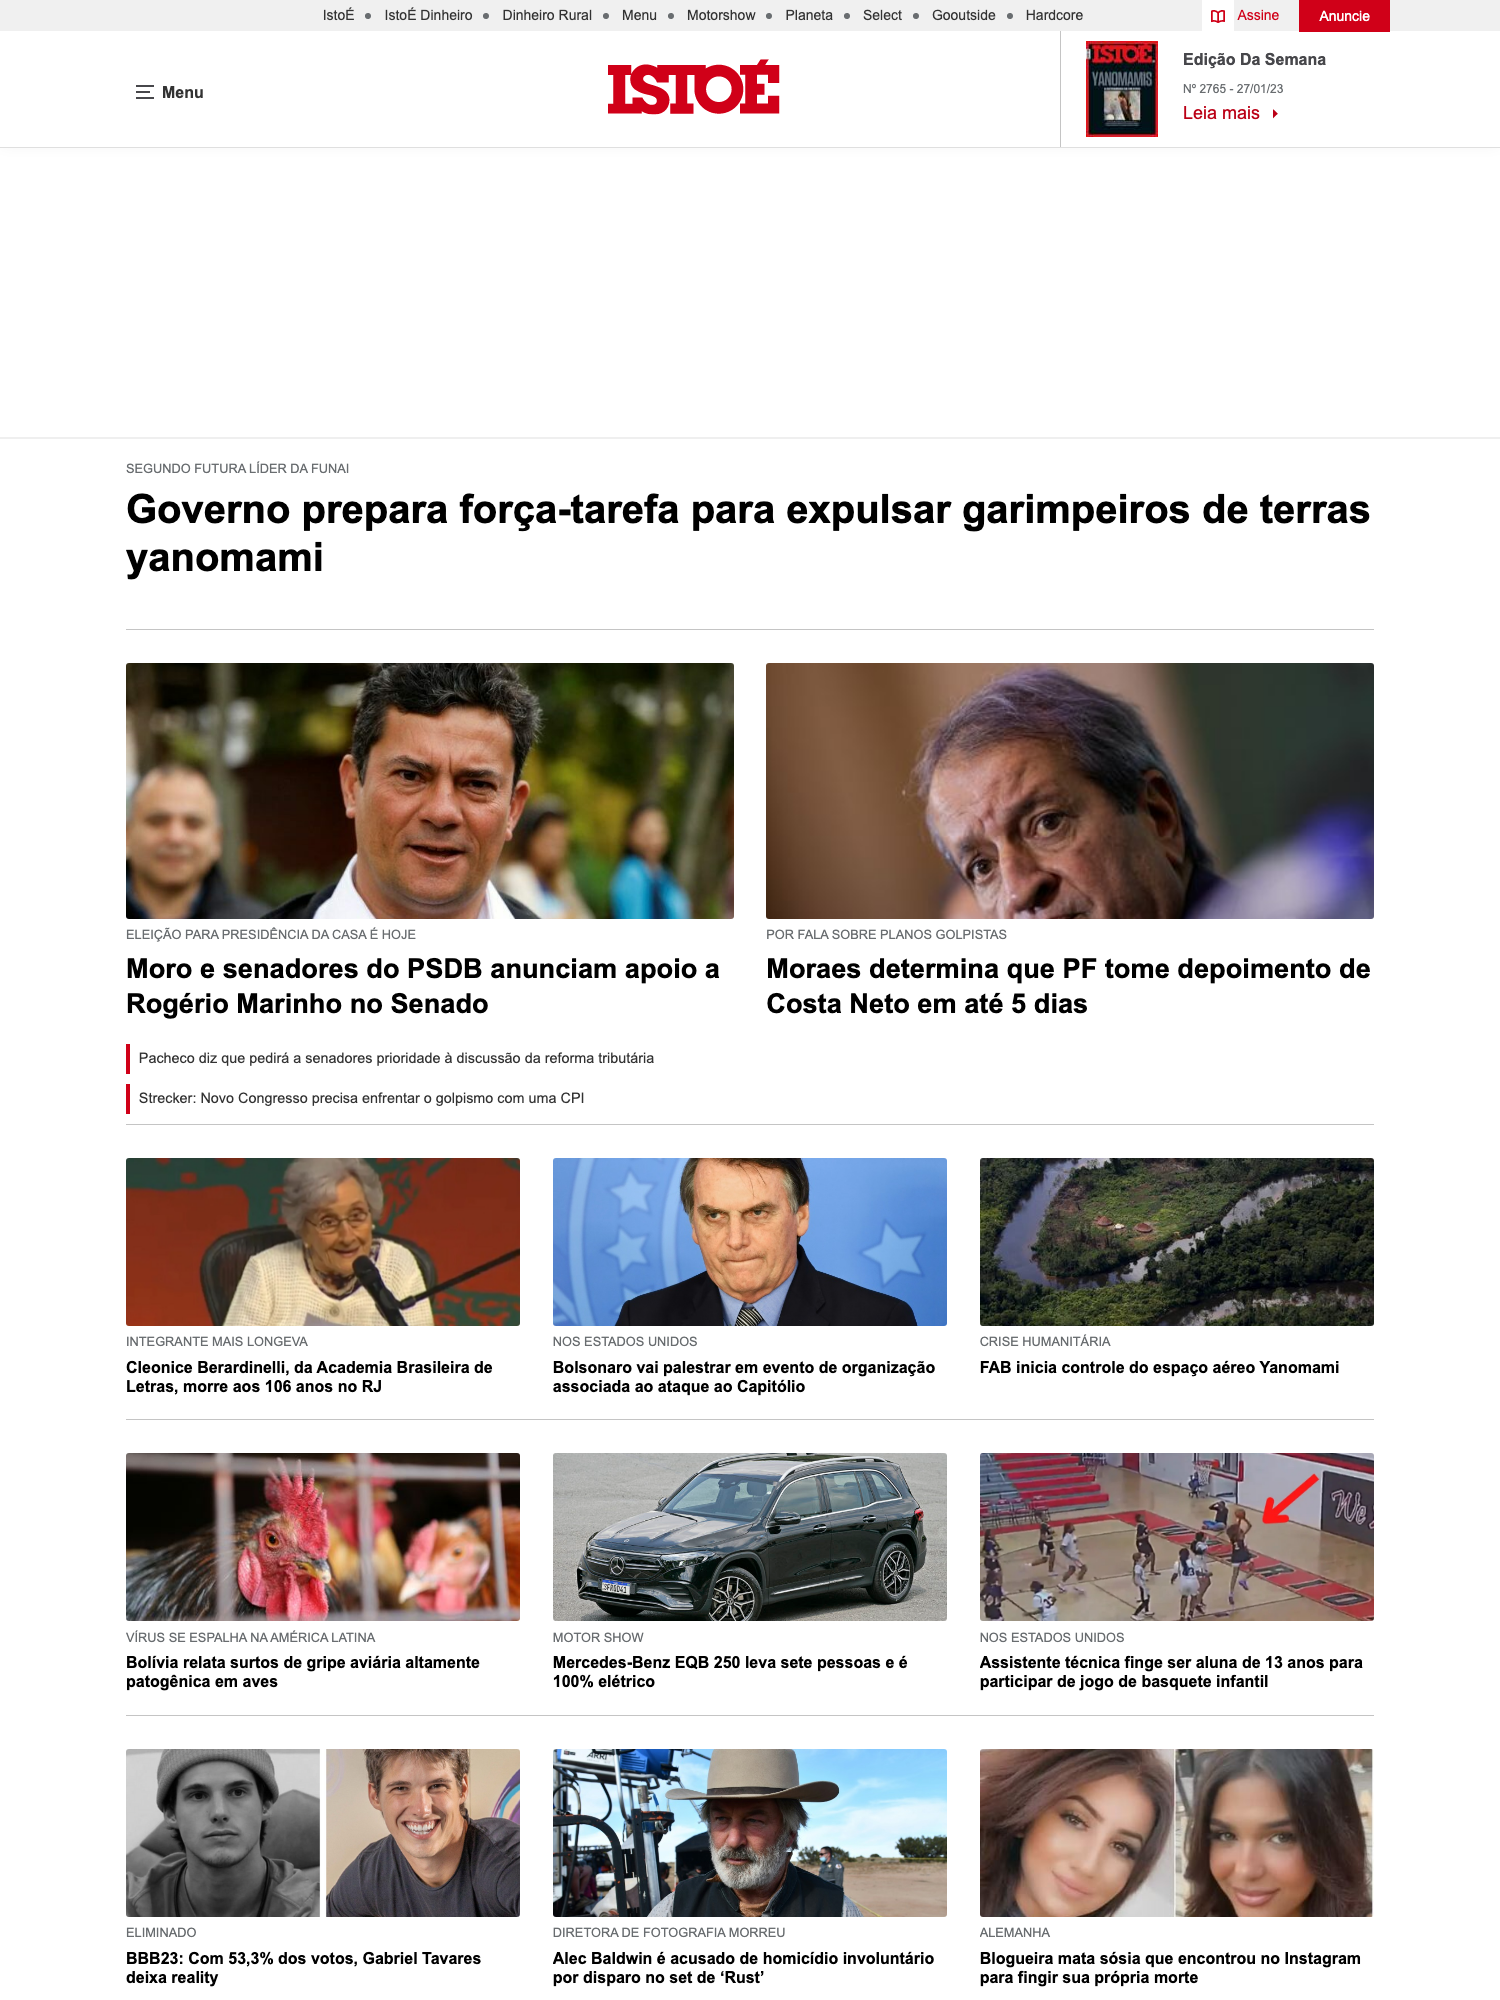 IstoÉ • IstoÉ Dinheiro • Dinheiro Rural • Menu • Motorshow • Planeta • Select • Gooutside • Hardcore
Assine
Anuncie
Menu
ISTOÉ
ISTOÉ
YANOMAMIS
Edição Da Semana
Nº 2765 - 27/01/23
Leia mais
SEGUNDO FUTURA LÍDER DA FUNAI
Governo prepara força-tarefa para expulsar garimpeiros de terras
yanomami
ELEIÇÃO PARA PRESIDÊNCIA DA CASA É HOJE
Moro e senadores do PSDB anunciam apoio a
Rogério Marinho no Senado
POR FALA SOBRE PLANOS GOLPISTAS
Moraes determina que PF tome depoimento de
Costa Neto em até 5 dias
Pacheco diz que pedirá a senadores prioridade à discussão da reforma tributária
Strecker: Novo Congresso precisa enfrentar o golpismo com uma CPI
INTEGRANTE MAIS LONGEVA
Cleonice Berardinelli, da Academia Brasileira de
Letras, morre aos 106 anos no RJ
NOS ESTADOS UNIDOS
Bolsonaro vai palestrar em evento de organização
associada ao ataque ao Capitólio
CRISE HUMANITÁRIA
FAB inicia controle do espaço aéreo Yanomami
VÍRUS SE ESPALHA NA AMÉRICA LATINA
Bolívia relata surtos de gripe aviária altamente
patogênica em aves
MOTOR SHOW
Mercedes-Benz EQB 250 leva sete pessoas e é
100% elétrico
We
NOS ESTADOS UNIDOS
Assistente técnica finge ser aluna de 13 anos para
participar de jogo de basquete infantil
ELIMINADO
BBB23: Com 53,3% dos votos, Gabriel Tavares
deixa reality
ARRI
DIRETORA DE FOTOGRAFIA MORREU
Alec Baldwin é acusado de homicídio involuntário
por disparo no set de ‘Rust’
ALEMANHA
Blogueira mata sósia que encontrou no Instagram
para fingir sua própria morte